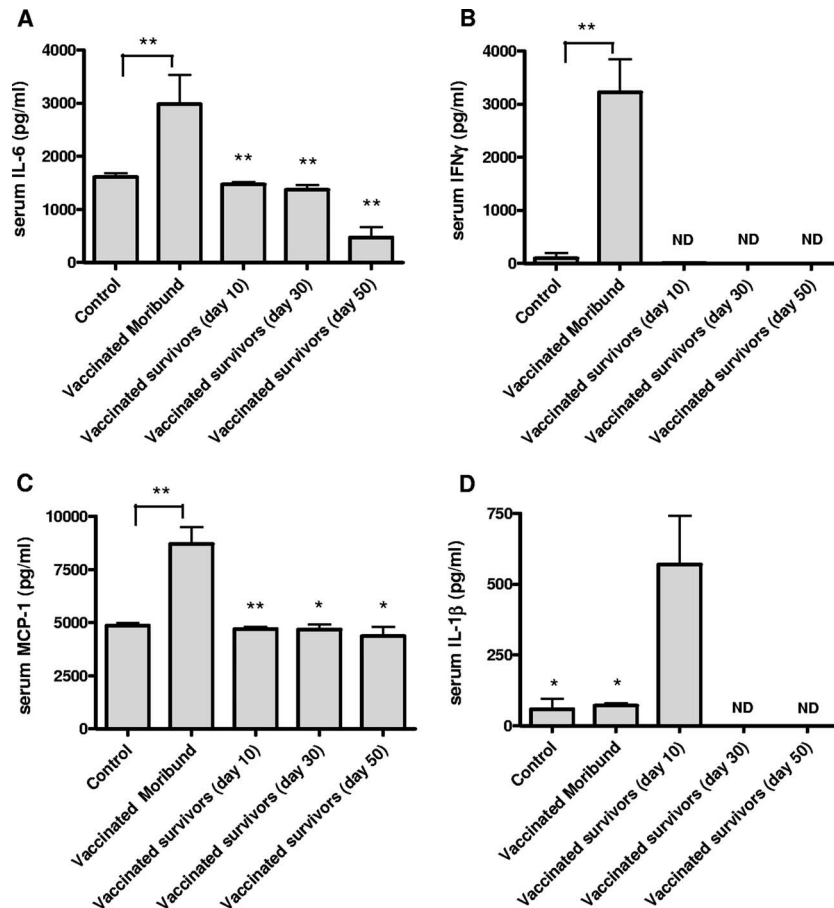 A
**
4000
3000
2000
1000
0
serum IL-6 (pg/ml)
**
**
**
Control
Vaccinated Moribund
Vaccinated survivors (day 10)
Vaccinated survivors (day 30)
Vaccinated survivors (day 50)
B
**
4000
3000
2000
1000
0
serum IFNγ (pg/ml)
ND
ND
ND
Control
Vaccinated Moribund
Vaccinated survivors (day 10)
Vaccinated survivors (day 30)
Vaccinated survivors (day 50)
C
**
10000
7500
5000
2500
0
serum MCP-1 (pg/ml)
**
*
*
Control
Vaccinated Moribund
Vaccinated survivors (day 10)
Vaccinated survivors (day 30)
Vaccinated survivors (day 50)
D
750
500
250
0
serum IL-1β (pg/ml)
*
*
ND
ND
Control
Vaccinated Moribund
Vaccinated survivors (day 10)
Vaccinated survivors (day 30)
Vaccinated survivors (day 50)